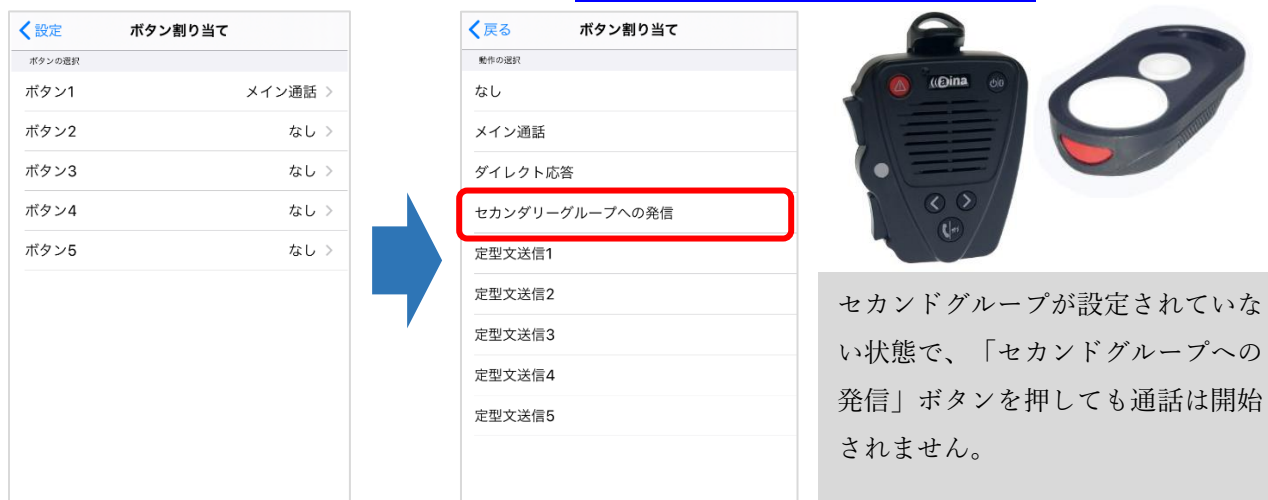 設定
ボタン割り当て
ボタンの選択
ボタン1 メイン通話
ボタン2 なし
ボタン3 なし
ボタン4 なし
ボタン5 なし
戻る
ボタン割り当て
動作の選択
なし
メイン通話
ダイレクト応答
セカンダリーグループへの発信
定型文送信1
定型文送信2
定型文送信3
定型文送信4
定型文送信5
aina
セカンドグループが設定されていな
い状態で、「セカンドグループへの
発信」ボタンを押しても通話は開始
されません。